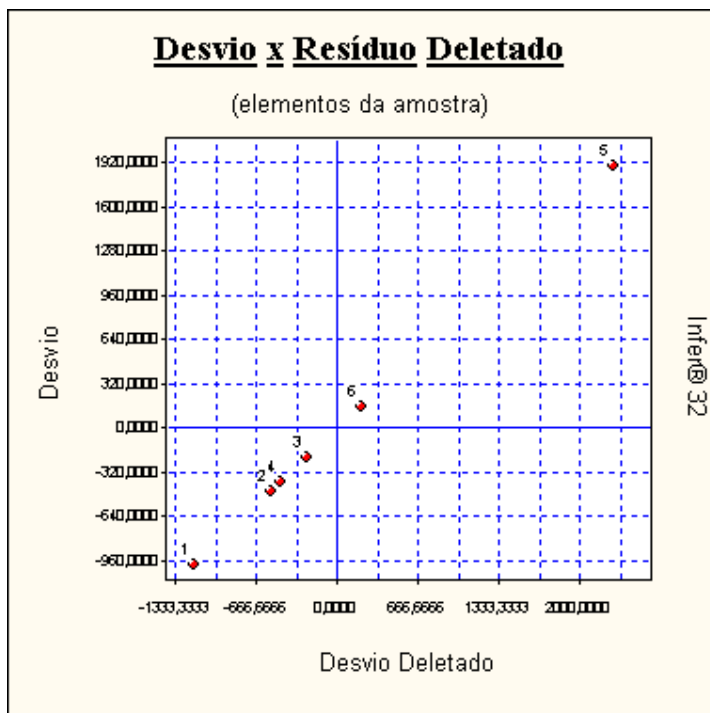 Desvio x Resíduo Deletado
(elementos da amostra)
1920,0000
1600,0000
1280,0000
960,0000
640,0000
320,0000
0,0000
-320,0000
-640,0000
-960,0000
Desvio
5
6
3
4
2
1
-1333,3333 -666,6666 0,0000 666,6666 1333,3333 2000,0000
Desvio Deletado
Infer® 32